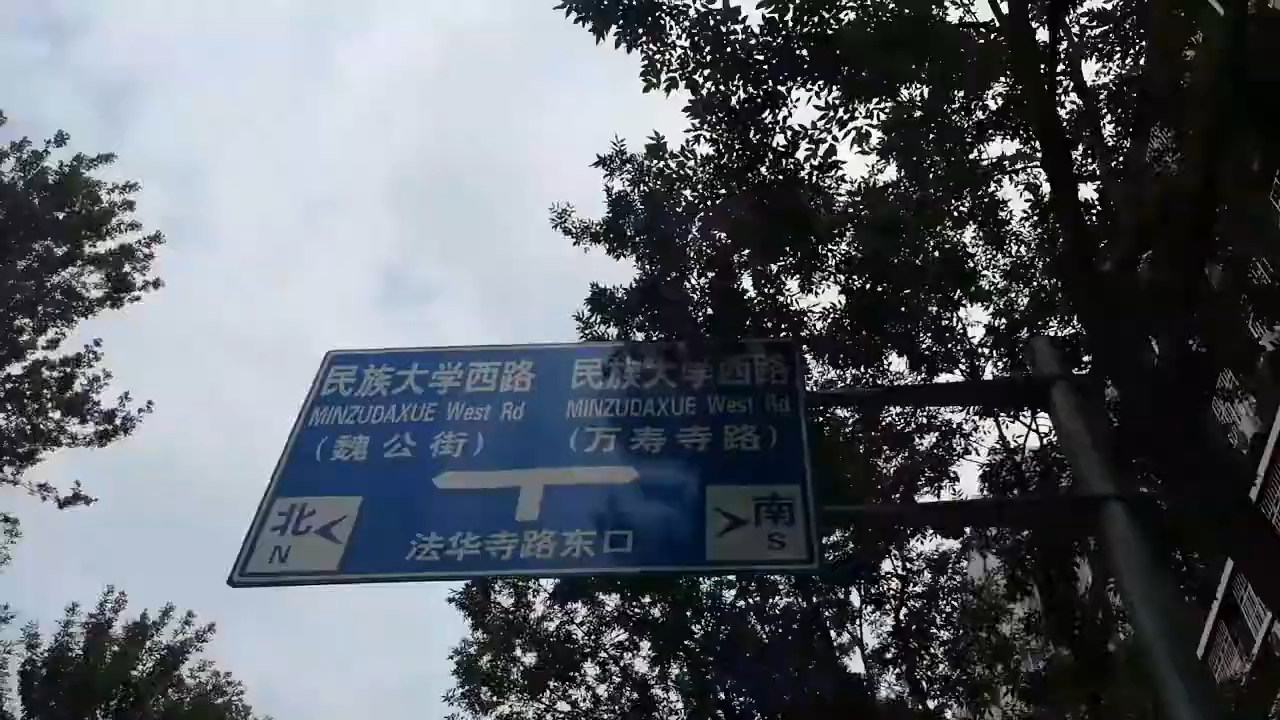 民族大学西路 民族大学西路
MINZUDAXUE West Rd MINZUDAXUE West Rd
（魏公街） （万寿寺路）
北 < > 南
N S
法华寺路东口